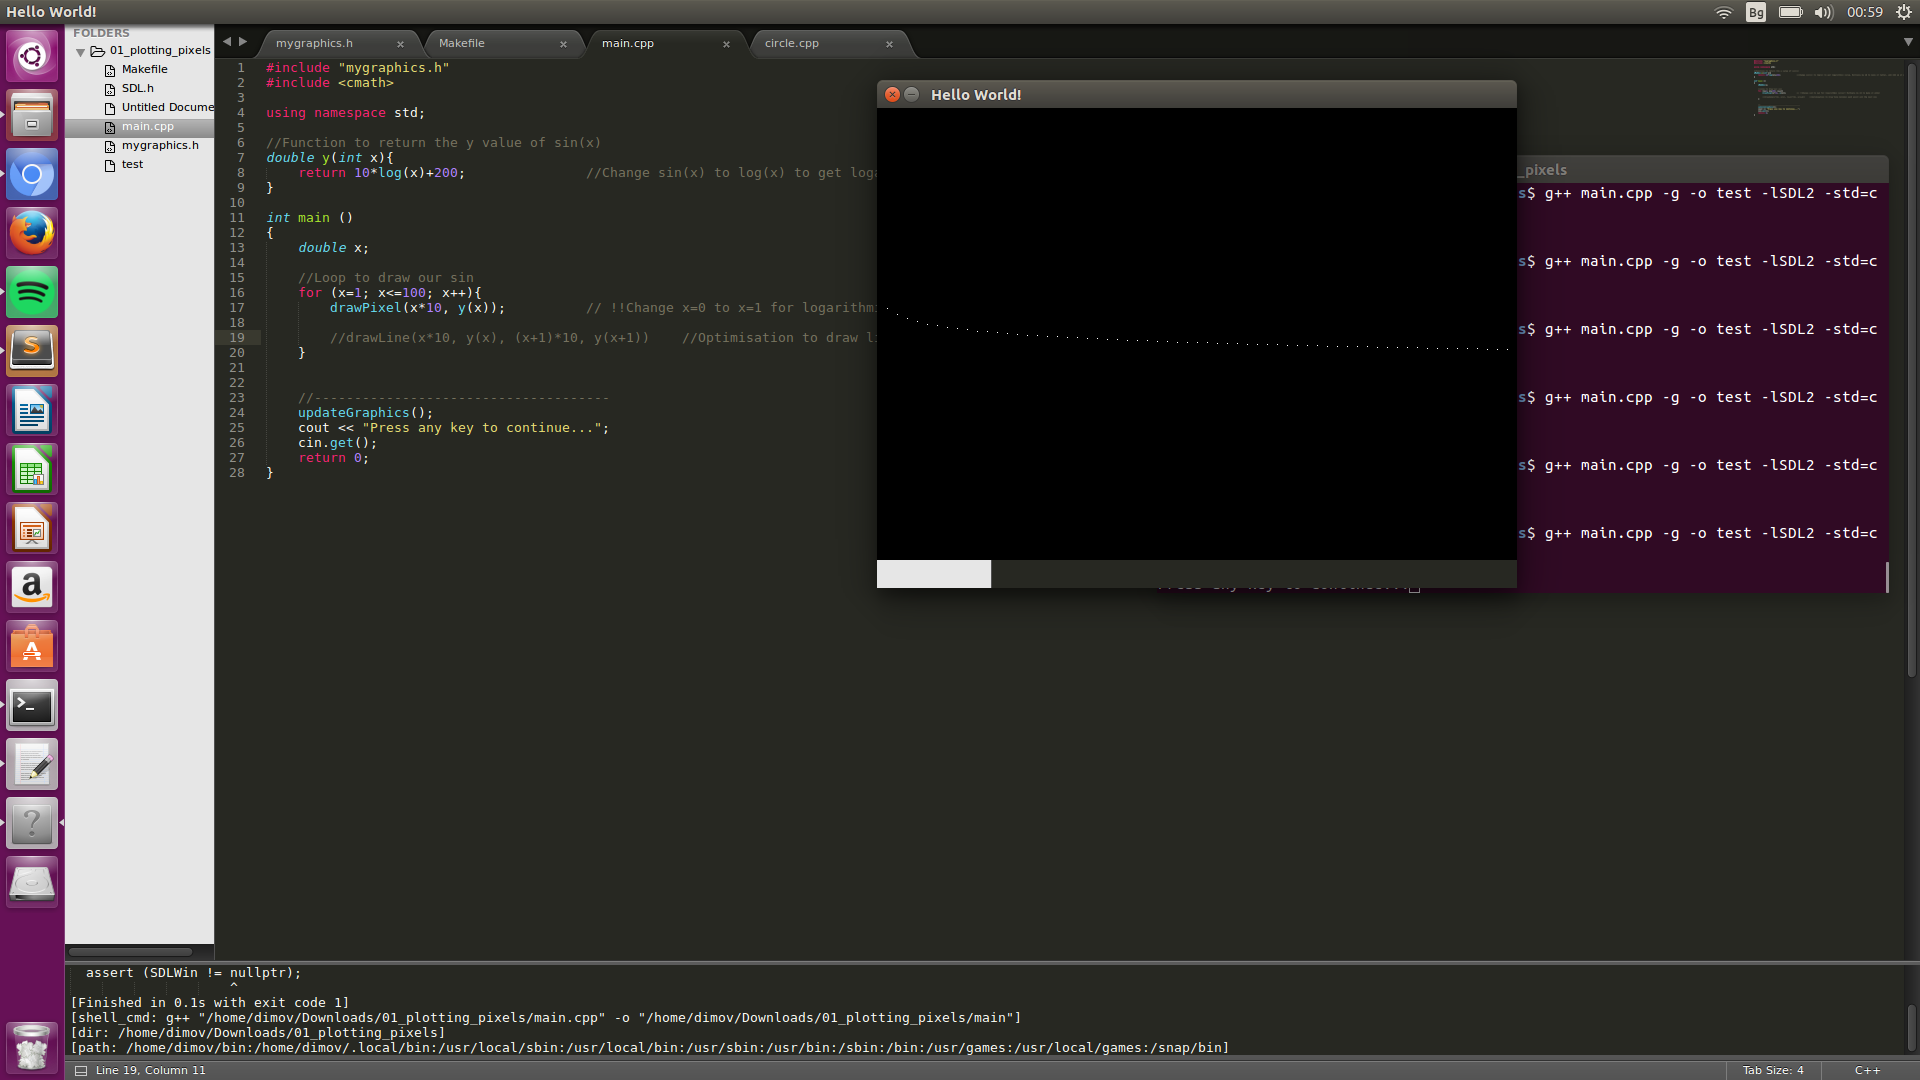 Hello World!
Bg
00:59
FOLDERS
01_plotting_pixels
Makefile
SDL.h
Untitled Docume
main.cpp
mygraphics.h
test
mygraphics.h
Makefile
main.cpp
circle.cpp
1 #include "mygraphics.h"
2 #include <cmath>
3
4 using namespace std;
5
6 //Function to return the y value of sin(x)
7 double y(int x){
8 return 10*log(x)+200; //Change sin(x) to log(x) to get loga
9 }
10
11 int main ()
12 {
13 double x;
14
15 //Loop to draw our sin
16 for (x=1; x<=100; x++){
17 drawPixel(x*10, y(x)); // !!Change x=0 to x=1 for logarithm
18
19 //drawLine(x*10, y(x), (x+1)*10, y(x+1)) //Optimisation to draw li
20 }
21
22
23 //-------------------------------------
24 updateGraphics();
25 cout << "Press any key to continue...";
26 cin.get();
27 return 0;
28 }
Hello World!
_pixels
s$ g++ main.cpp -g -o test -lSDL2 -std=c
s$ g++ main.cpp -g -o test -lSDL2 -std=c
s$ g++ main.cpp -g -o test -lSDL2 -std=c
s$ g++ main.cpp -g -o test -lSDL2 -std=c
s$ g++ main.cpp -g -o test -lSDL2 -std=c
s$ g++ main.cpp -g -o test -lSDL2 -std=c
assert (SDLWin != nullptr);
^
[Finished in 0.1s with exit code 1]
[shell_cmd: g++ "/home/dimov/Downloads/01_plotting_pixels/main.cpp" -o "/home/dimov/Downloads/01_plotting_pixels/main"]
[dir: /home/dimov/Downloads/01_plotting_pixels]
[path: /home/dimov/bin:/home/dimov/.local/bin:/usr/local/sbin:/usr/local/bin:/usr/sbin:/usr/bin:/sbin:/bin:/usr/games:/usr/local/games:/snap/bin]
Line 19, Column 11
Tab Size: 4
C++